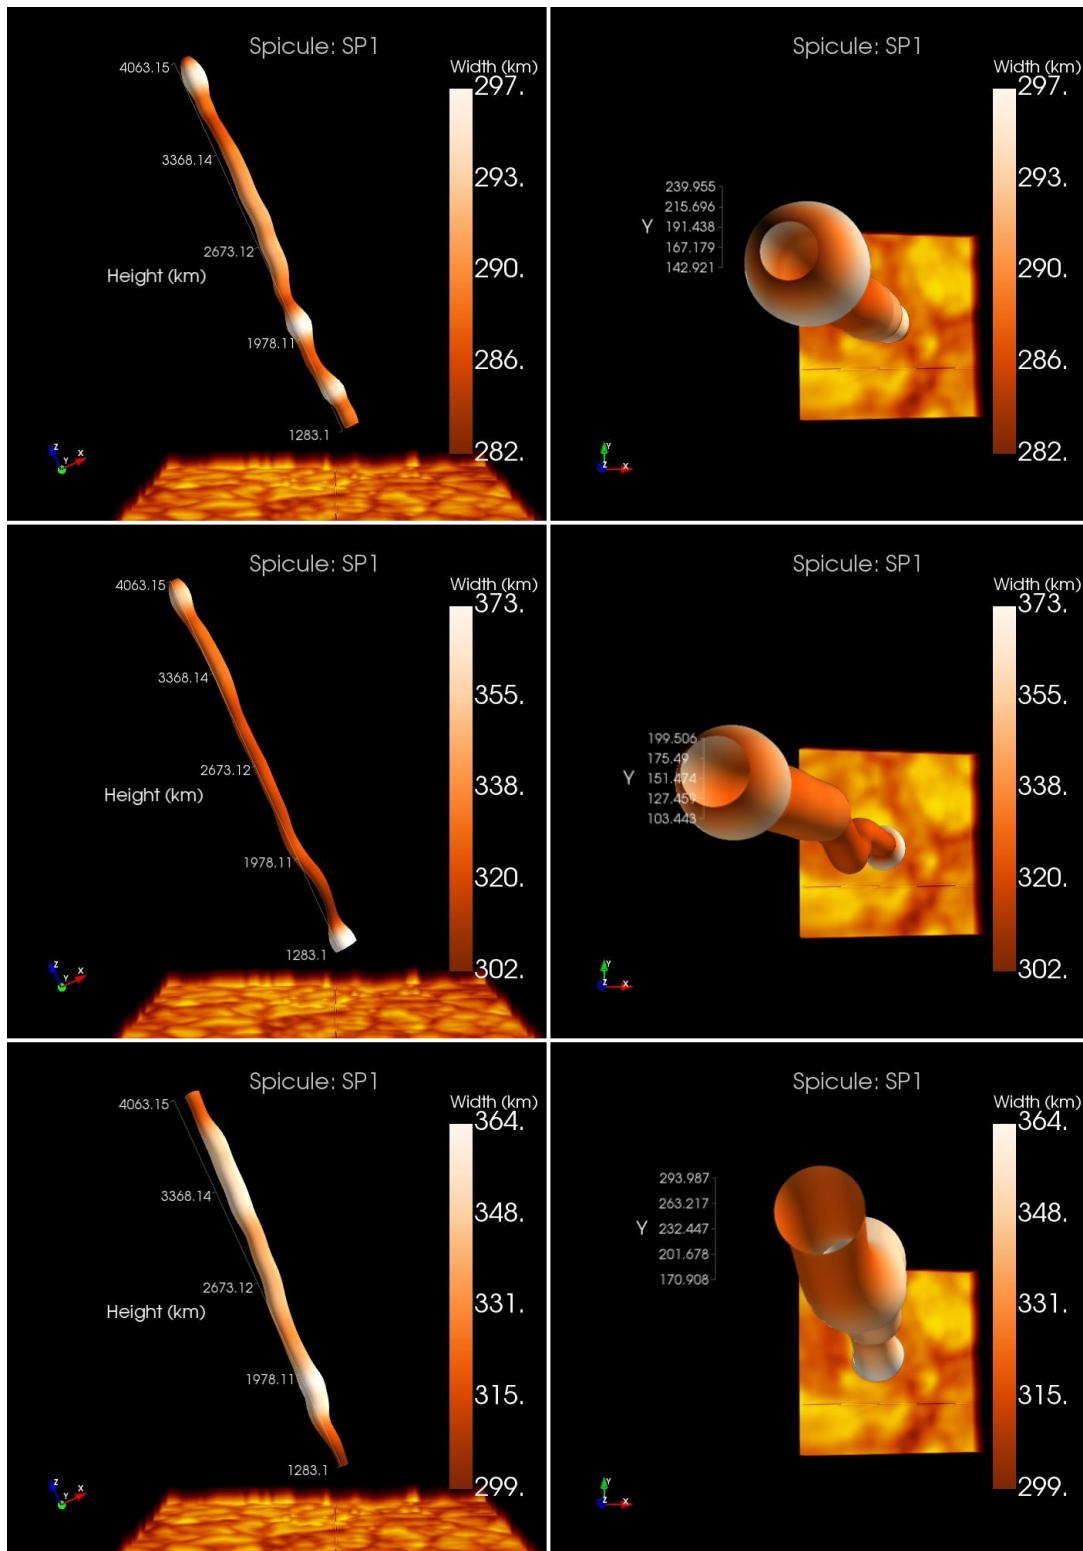 Spicule: SP1
Width (km)
297.
293.
290.
286.
282.
4063.15
3368.14
2673.12
Height (km)
1978.11
1283.1
Z
Y
X
Spicule: SP1
Width (km)
297.
293.
290.
286.
282.
239.955
215.696
Y
191.438
167.179
142.921
Y
Z
X
Spicule: SP1
Width (km)
373.
355.
338.
320.
302.
4063.15
3368.14
2673.12
Height (km)
1978.11
1283.1
Z
Y
X
Spicule: SP1
Width (km)
373.
355.
338.
320.
302.
199.506
175.49
Y
151.474
127.459
103.443
Y
Z
X
Spicule: SP1
Width (km)
364.
348.
331.
315.
299.
4063.15
3368.14
2673.12
Height (km)
1978.11
1283.1
Z
Y
X
Spicule: SP1
Width (km)
364.
348.
331.
315.
299.
293.987
263.217
Y
232.447
201.678
170.908
Y
Z
X